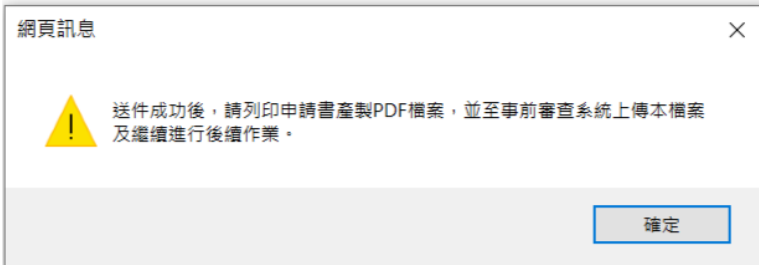 網頁訊息
送件成功後，請列印申請書產製PDF檔案，並至事前審查系統上傳本檔案
及繼續進行後續作業。
確定